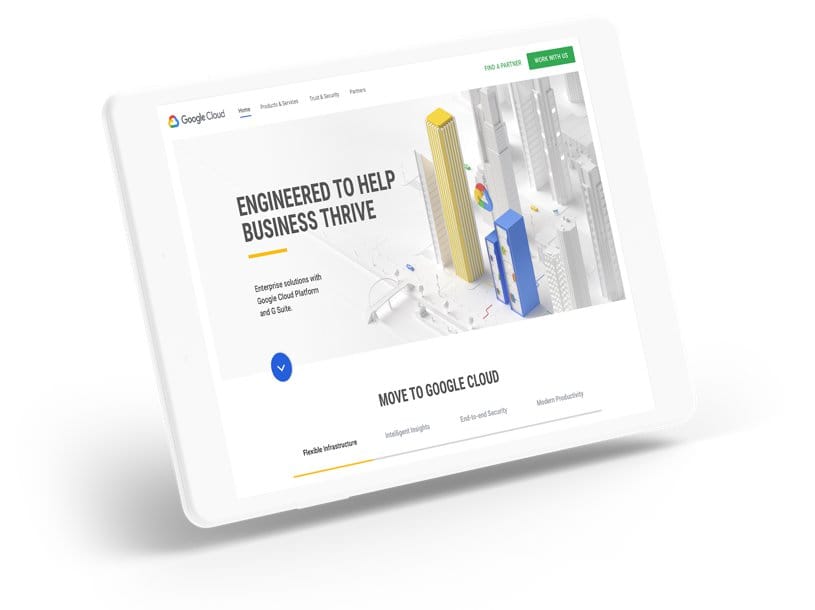 Google Cloud
Home Products & Services Trust & Security Partners
FIND A PARTNER WORK WITH US
ENGINEERED TO HELP
BUSINESS THRIVE
Enterprise solutions with
Google Cloud Platform
and G Suite.
MOVE TO GOOGLE CLOUD
Flexible Infrastructure Intelligent Insights End-to-end Security Modern Productivity